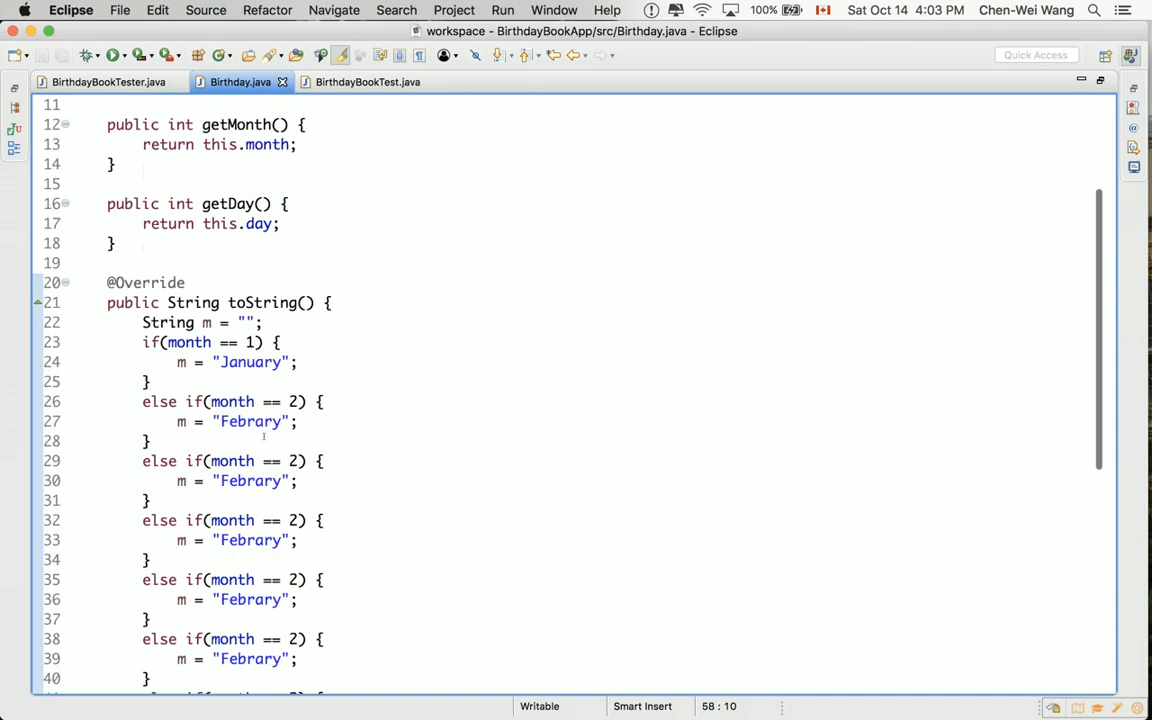 Eclipse File Edit Source Refactor Navigate Search Project Run Window Help 100% Sat Oct 14 4:03 PM Chen-Wei Wang
workspace - BirthdayBookApp/src/Birthday.java - Eclipse
Quick Access
BirthdayBookTester.java Birthday.java BirthdayBookTest.java
11
12 public int getMonth() {
13 return this.month;
14 }
15
16 public int getDay() {
17 return this.day;
18 }
19
20 @Override
21 public String toString() {
22 String m = "";
23 if(month == 1) {
24 m = "January";
25 }
26 else if(month == 2) {
27 m = "Febrary";
28 }
29 else if(month == 2) {
30 m = "Febrary";
31 }
32 else if(month == 2) {
33 m = "Febrary";
34 }
35 else if(month == 2) {
36 m = "Febrary";
37 }
38 else if(month == 2) {
39 m = "Febrary";
40 }
Writable Smart Insert 58 : 10